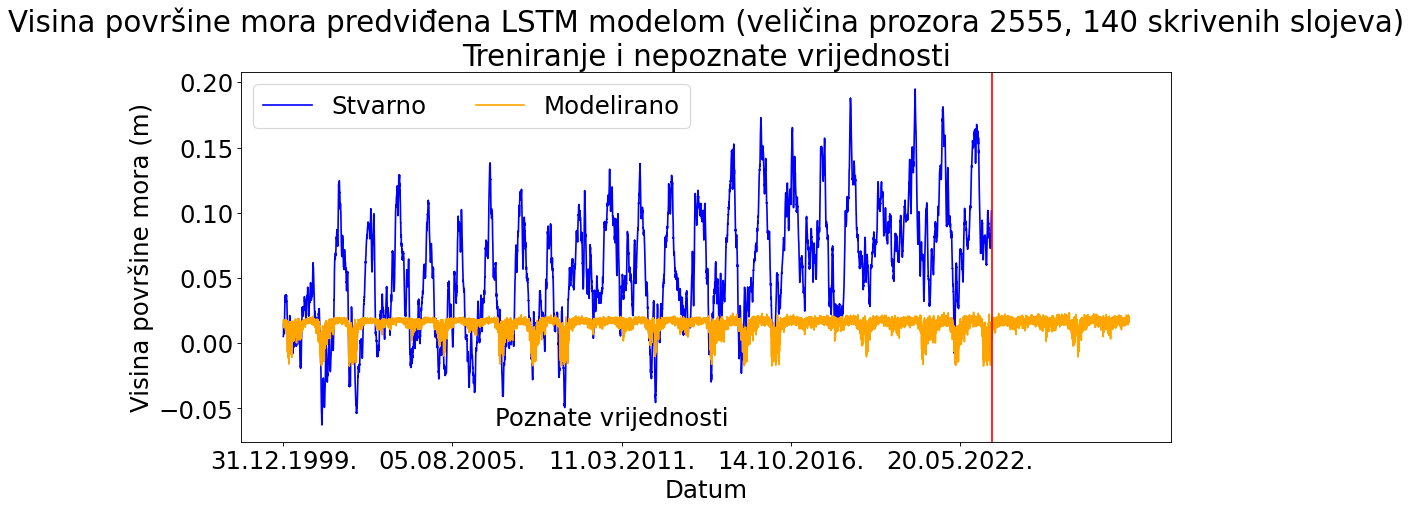 Visina površine mora predviđena LSTM modelom (veličina prozora 2555, 140 skrivenih slojeva)
Treniranje i nepoznate vrijednosti
Stvarno
Modelirano
Visina površine mora (m)
0.20
0.15
0.10
0.05
0.00
−0.05
Poznate vrijednosti
31.12.1999.
05.08.2005.
11.03.2011.
14.10.2016.
20.05.2022.
Datum